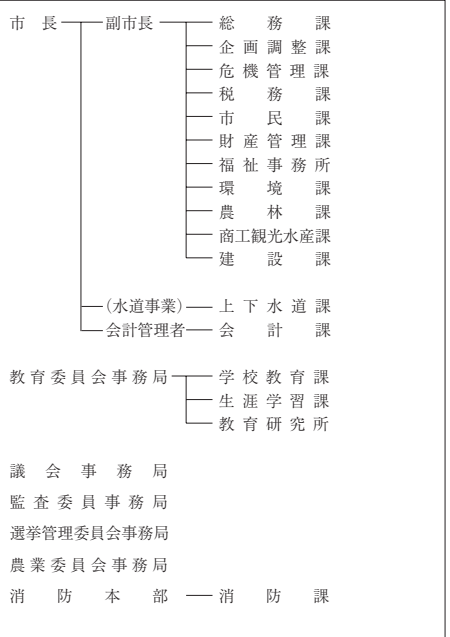 市長 副市長 総務課
企画調整課
危機管理課
税務課
市民課
財産管理課
福祉事務所
環境課
農林課
商工観光水産課
建設課
(水道事業) 上下水道課
会計管理者 会計課
教育委員会事務局 学校教育課
生涯学習課
教育研究所
議会事務局
監査委員事務局
選挙管理委員会事務局
農業委員会事務局
消防本部 消防課